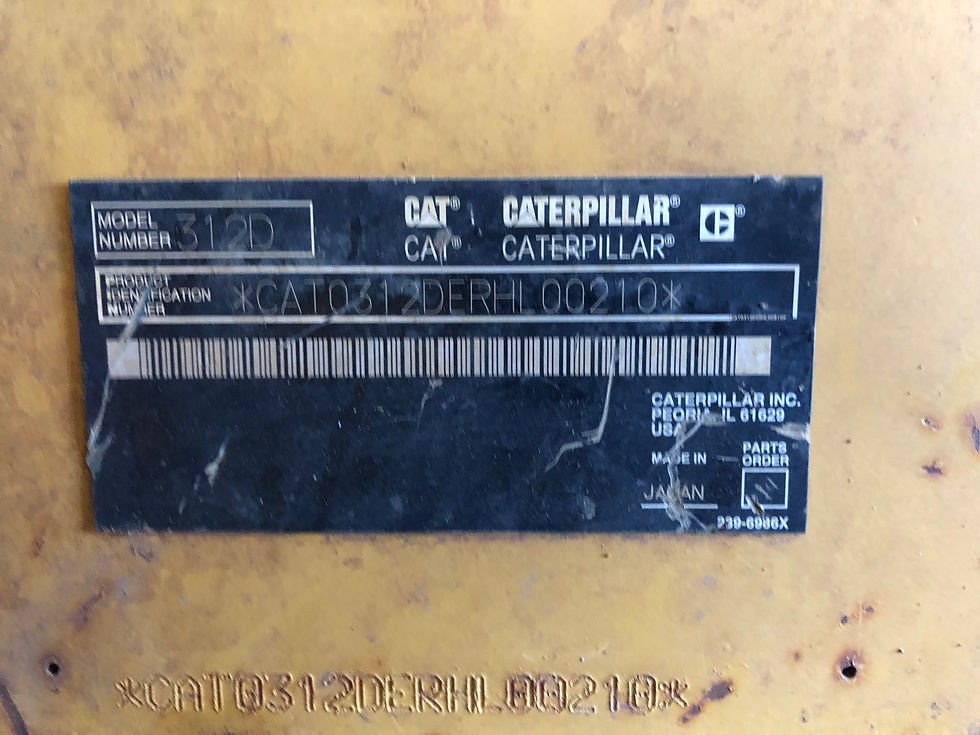 MODEL NUMBER 312D
CAT® CATERPILLAR®
CAT® CATERPILLAR®
PRODUCT
IDENTIFICATION
NUMBER
*CAT0312DERHL00210*
CATERPILLAR INC.
PEORIA, IL 61629
USA
MADE IN
JAPAN
PARTS
ORDER
239-6986X
*CAT0312DERHL00210*